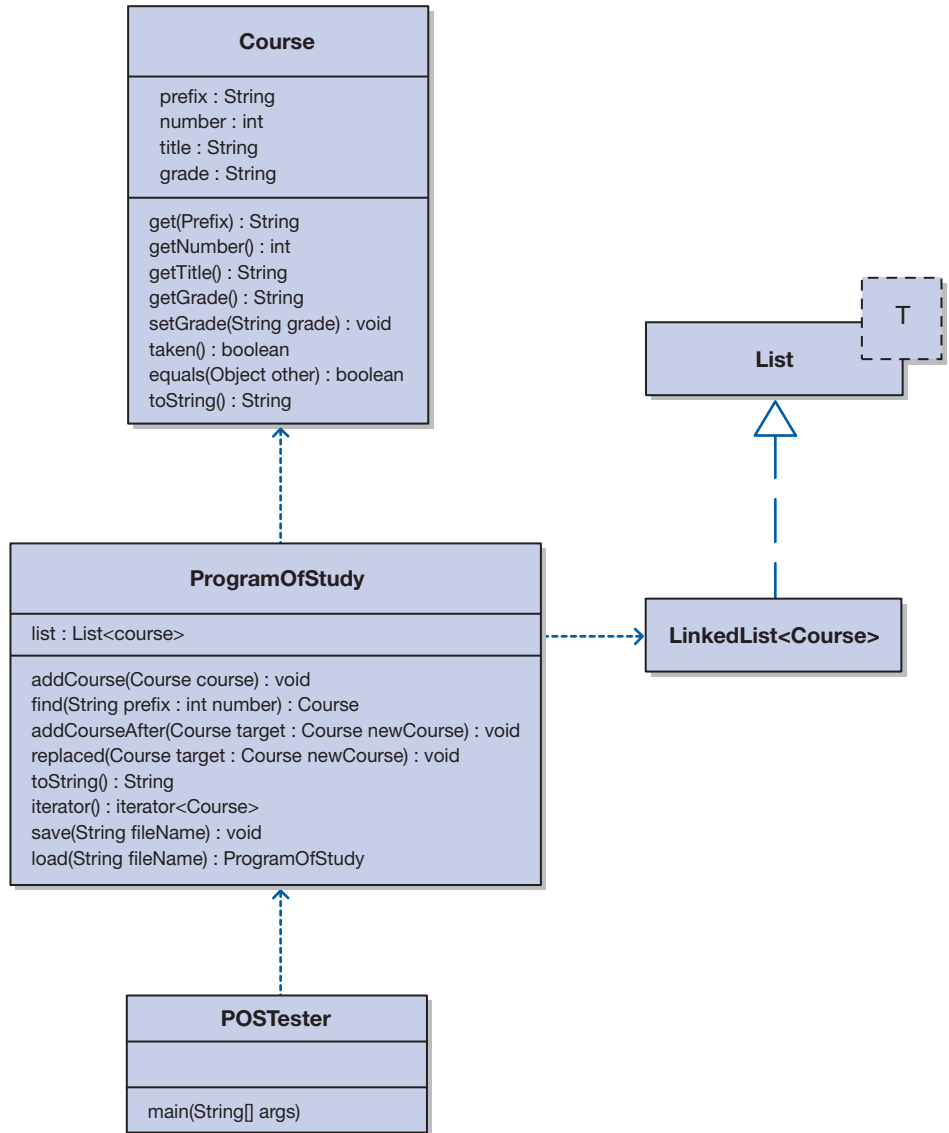 Course
prefix : String
number : int
title : String
grade : String
get(Prefix) : String
getNumber() : int
getTitle() : String
getGrade() : String
setGrade(String grade) : void
taken() : boolean
equals(Object other) : boolean
toString() : String
T
List
ProgramOfStudy
list : List<course>
addCourse(Course course) : void
find(String prefix : int number) : Course
addCourseAfter(Course target : Course newCourse) : void
replaced(Course target : Course newCourse) : void
toString() : String
iterator() : iterator<Course>
save(String fileName) : void
load(String fileName) : ProgramOfStudy
LinkedList<Course>
POSTester
main(String[] args)